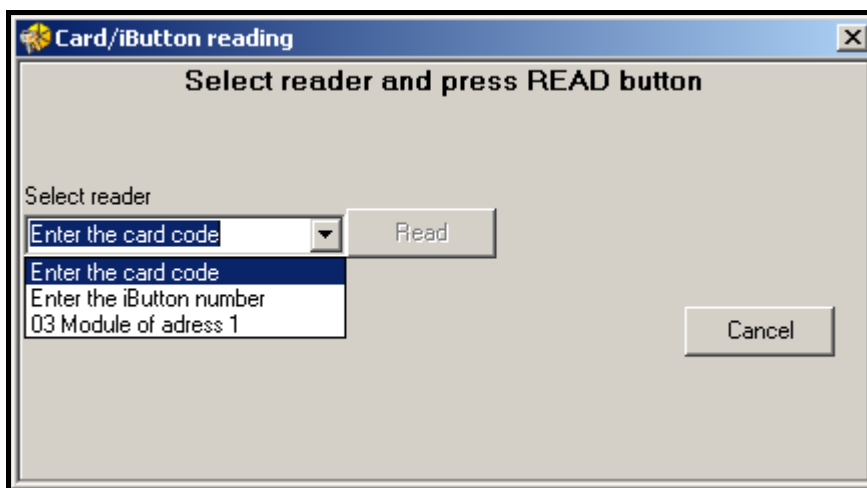 Card/iButton reading
Select reader and press READ button
Select reader
Enter the card code
Read
Enter the card code
Enter the iButton number
03 Module of adress 1
Cancel